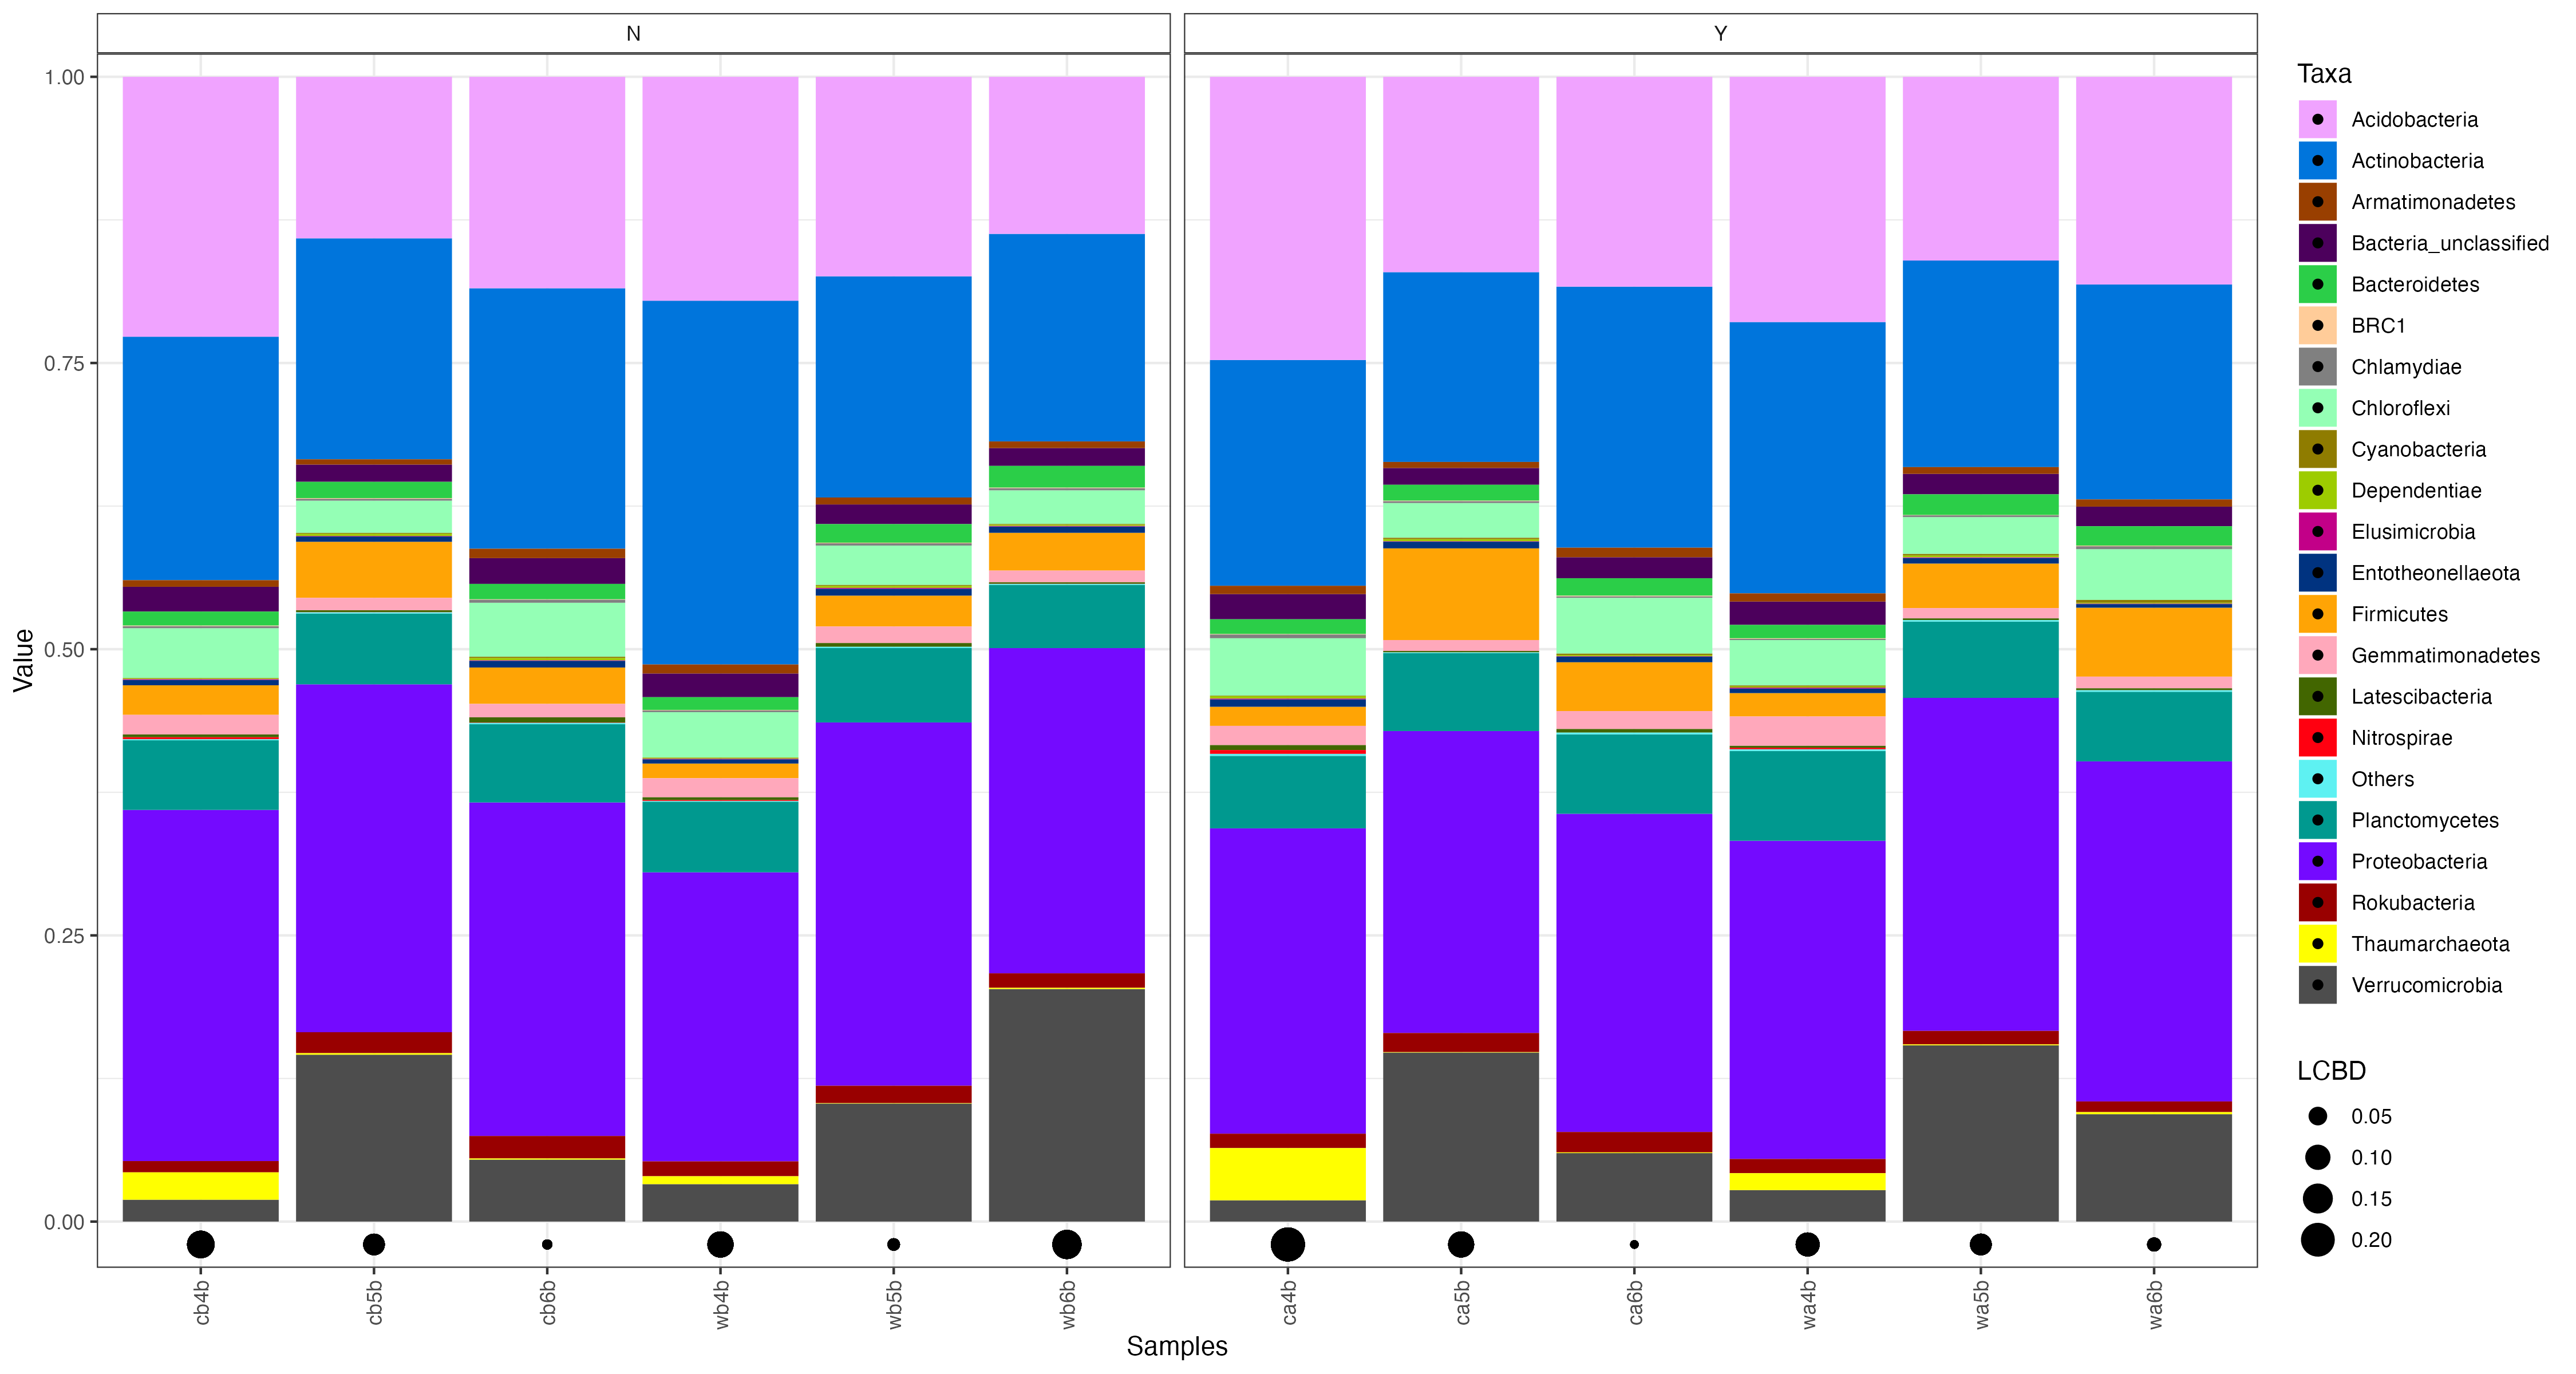 N
Y
1.00
0.75
0.50
0.25
0.00
Value
cb4b
cb5b
cb6b
wb4b
wb5b
wb6b
ca4b
ca5b
ca6b
wa4b
wa5b
wa6b
Samples
Taxa
Acidobacteria
Actinobacteria
Armatimonadetes
Bacteria_unclassified
Bacteroidetes
BRC1
Chlamydiae
Chloroflexi
Cyanobacteria
Dependentiae
Elusimicrobia
Entotheonellaeota
Firmicutes
Gemmatimonadetes
Latescibacteria
Nitrospirae
Others
Planctomycetes
Proteobacteria
Rokubacteria
Thaumarchaeota
Verrucomicrobia
LCBD
0.05
0.10
0.15
0.20